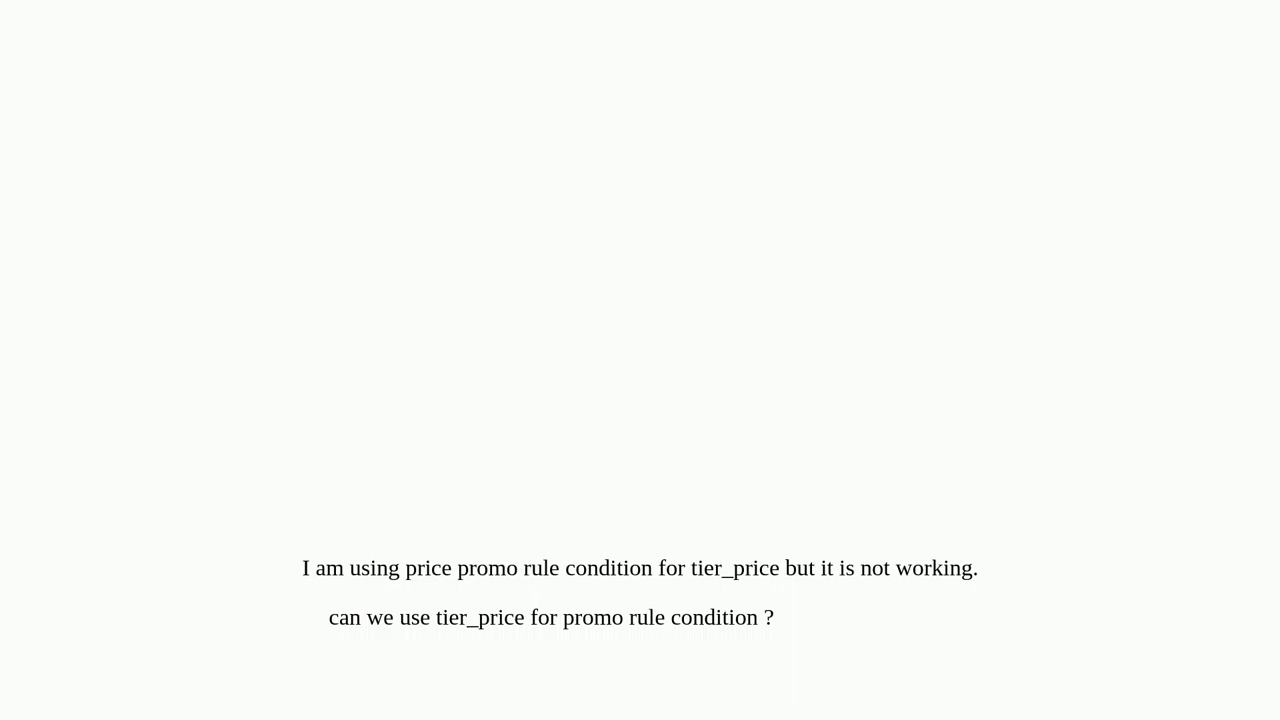 I am using price promo rule condition for tier_price but it is not working.
can we use tier_price for promo rule condition ?